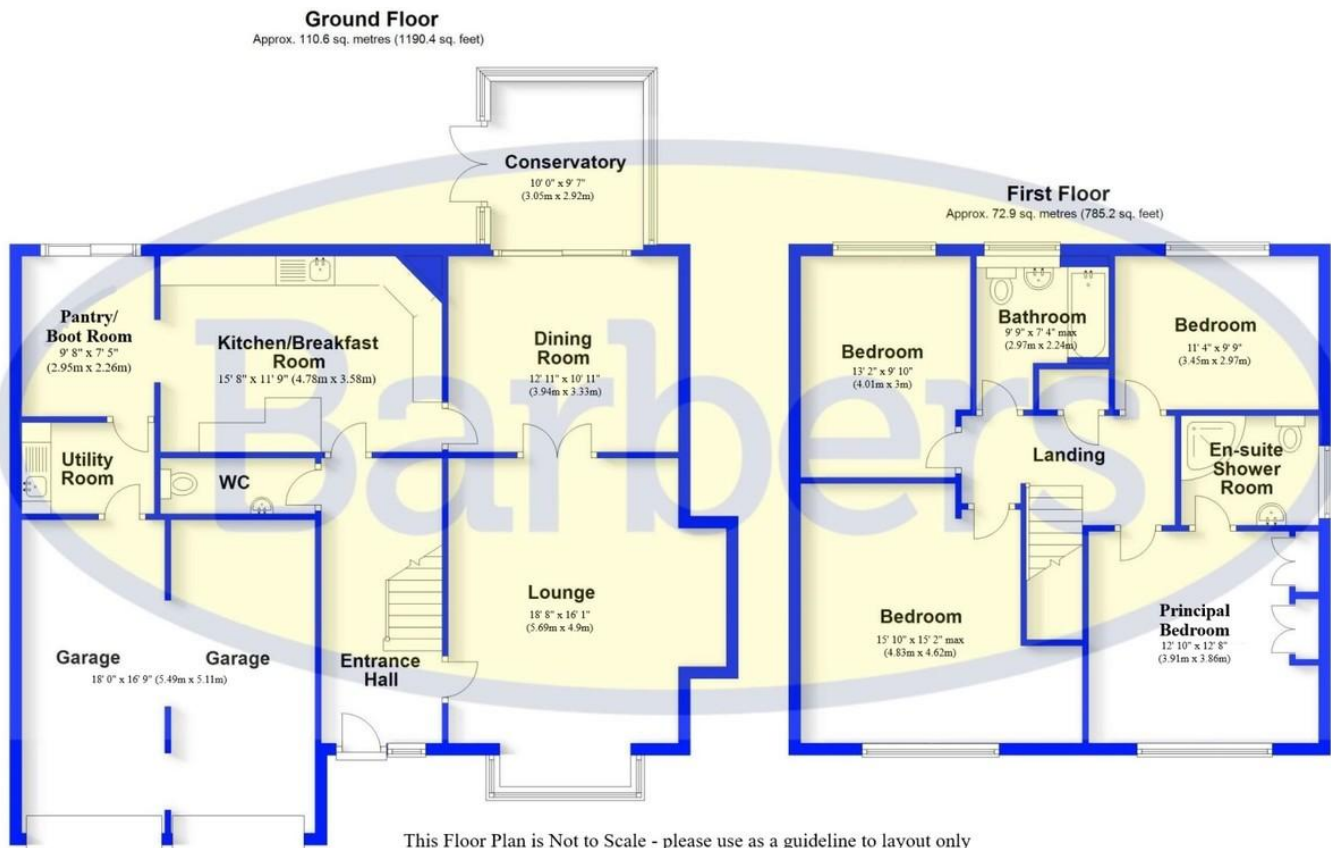 Ground Floor
Approx. 110.6 sq. metres (1190.4 sq. feet)
Conservatory
10' 0" x 9' 7"
(3.05m x 2.92m)
Pantry/
Boot Room
9' 8" x 7' 5"
(2.95m x 2.26m)
Kitchen/Breakfast
Room
15' 8" x 11' 9" (4.78m x 3.58m)
Dining
Room
12' 11" x 10' 11"
(3.94m x 3.33m)
Utility
Room
WC
Lounge
18' 8" x 16' 1"
(5.69m x 4.9m)
Garage
Garage
18' 0" x 16' 9" (5.49m x 5.11m)
Entrance
Hall
First Floor
Approx. 72.9 sq. metres (785.2 sq. feet)
Bedroom
13' 2" x 9' 10"
(4.01m x 3m)
Bathroom
9' 9" x 7' 4" max
(2.97m x 2.24m)
Bedroom
11' 4" x 9' 9"
(3.45m x 2.97m)
Landing
En-suite
Shower
Room
Bedroom
15' 10" x 15' 2" max
(4.83m x 4.62m)
Principal
Bedroom
12' 10" x 12' 8"
(3.91m x 3.86m)
Barbers
This Floor Plan is Not to Scale - please use as a guideline to layout only